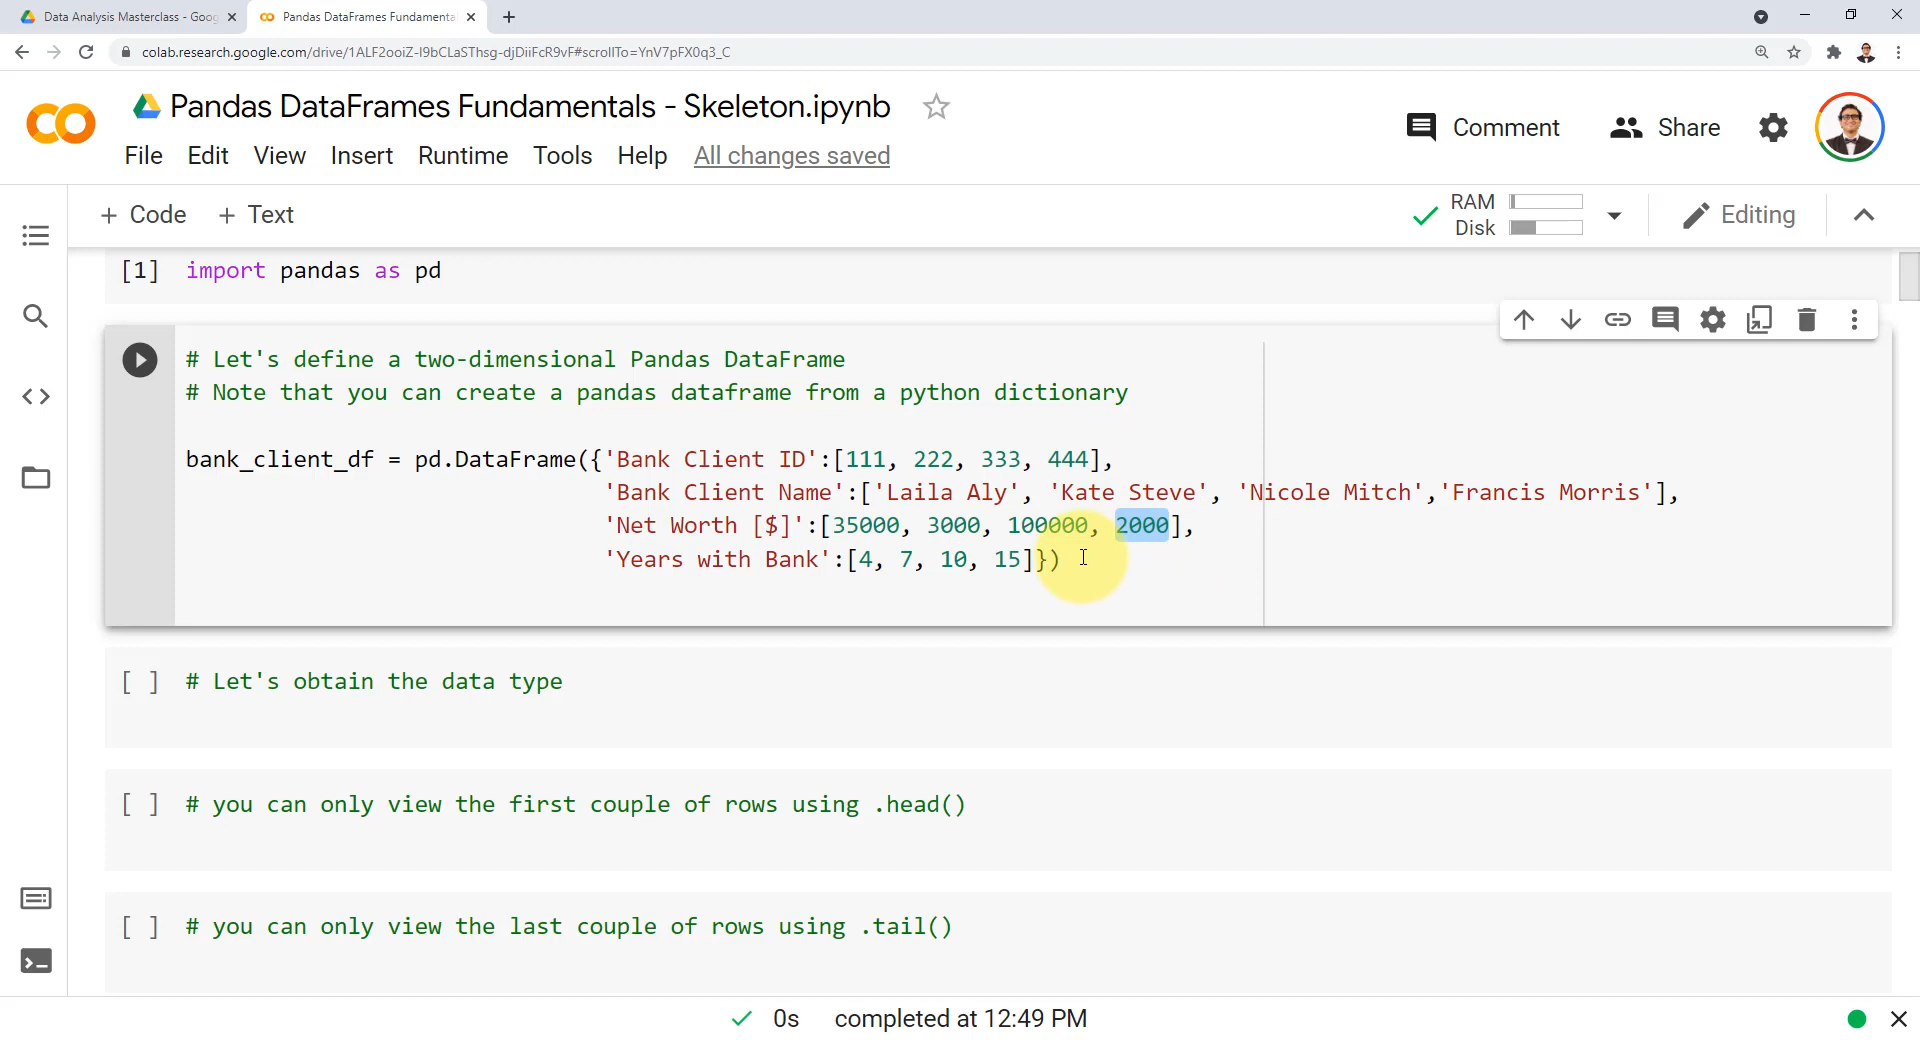 Data Analysis Masterclass - Goog
Pandas DataFrames Fundamenta
colab.research.google.com/drive/1ALF2ooiZ-I9bCLaSThsg-djDiiFcR9vF#scrollTo=YnV7pFX0q3_C
Pandas DataFrames Fundamentals - Skeleton.ipynb
Comment
Share
File Edit View Insert Runtime Tools Help All changes saved
+ Code + Text
RAM
Disk
Editing
[1] import pandas as pd
# Let's define a two-dimensional Pandas DataFrame
# Note that you can create a pandas dataframe from a python dictionary
bank_client_df = pd.DataFrame({'Bank Client ID':[111, 222, 333, 444],
'Bank Client Name':['Laila Aly', 'Kate Steve', 'Nicole Mitch','Francis Morris'],
'Net Worth [$]':[35000, 3000, 100000, 2000],
'Years with Bank':[4, 7, 10, 15]})
[ ] # Let's obtain the data type
[ ] # you can only view the first couple of rows using .head()
[ ] # you can only view the last couple of rows using .tail()
0s completed at 12:49 PM